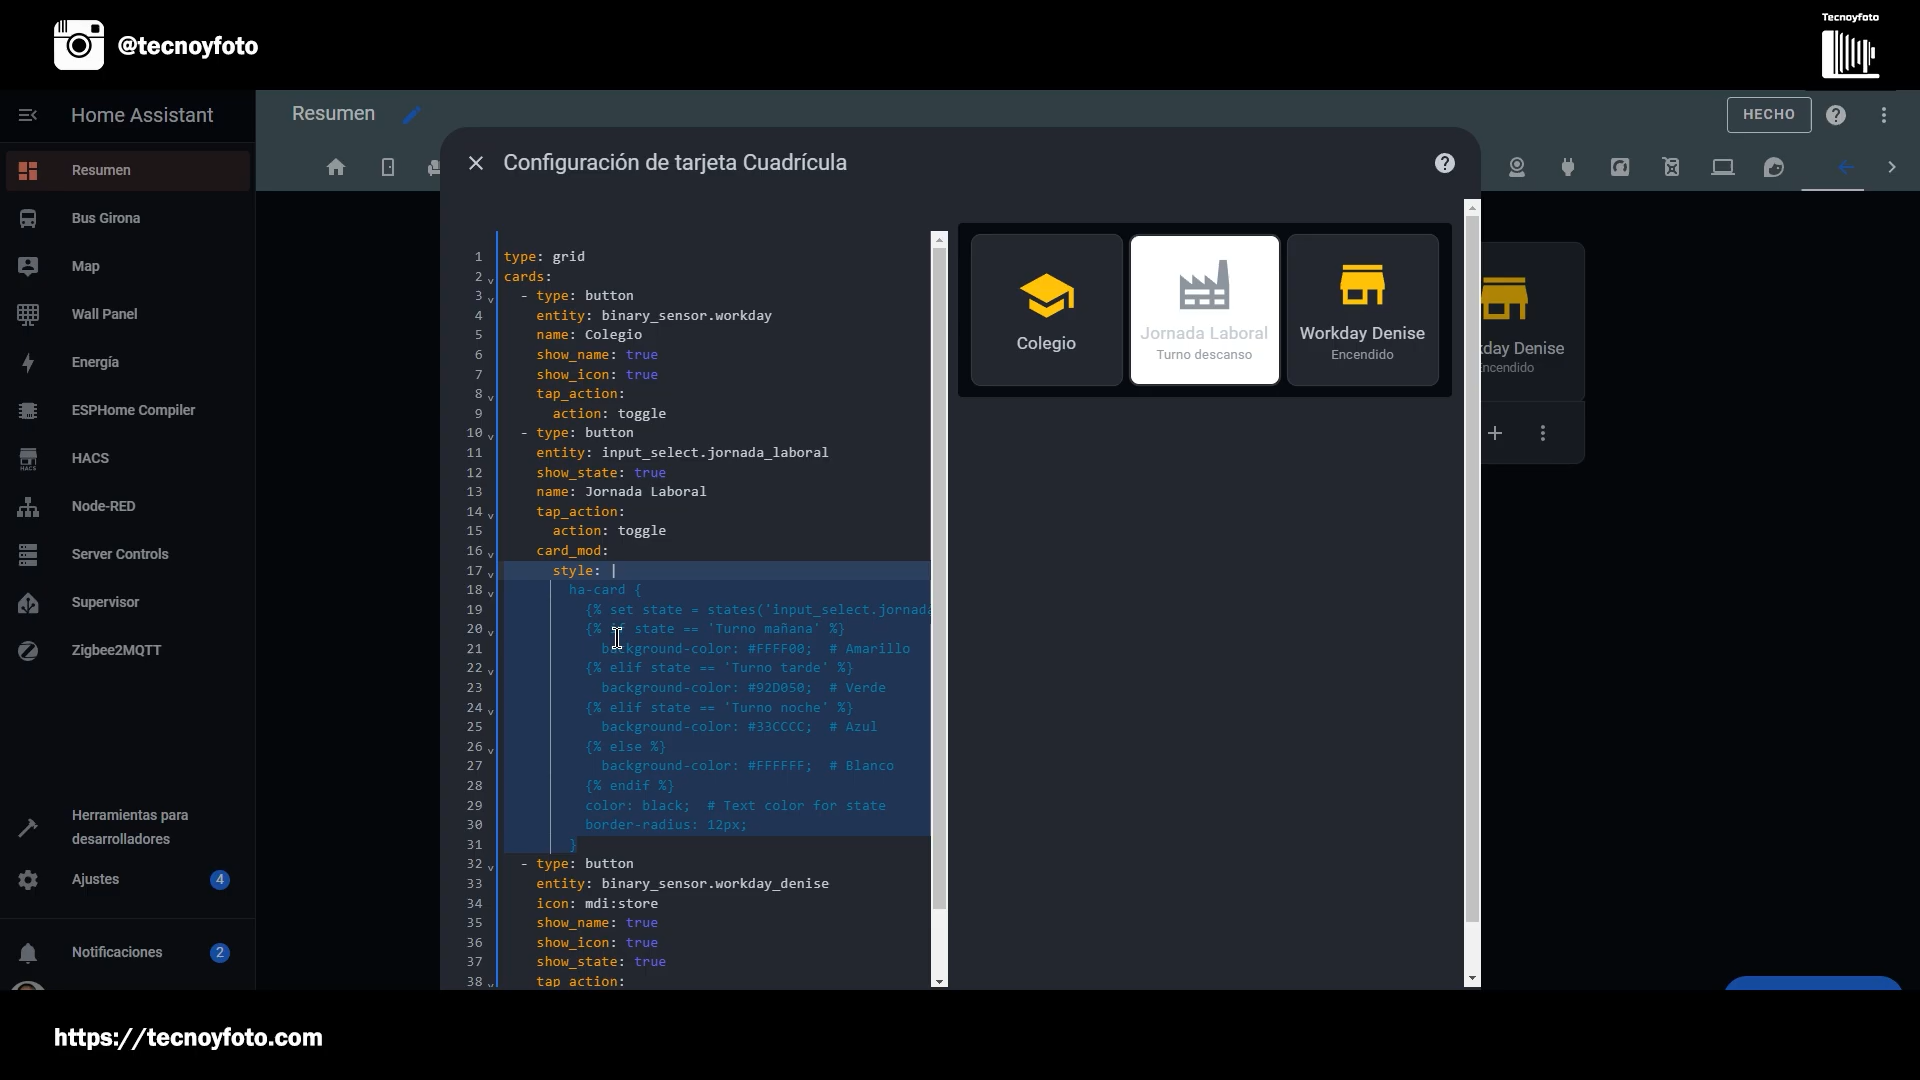 @tecnoyfoto
Tecnoyfoto
Home Assistant
Resumen
HECHO
Resumen
Bus Girona
Map
Wall Panel
Energía
ESPHome Compiler
HACS
HACS
Node-RED
Server Controls
Supervisor
Zigbee2MQTT
Herramientas para
desarrolladores
Ajustes
4
Notificaciones
2
Configuración de tarjeta Cuadrícula
1 type: grid
2 cards:
3 - type: button
4 entity: binary_sensor.workday
5 name: Colegio
6 show_name: true
7 show_icon: true
8 tap_action:
9 action: toggle
10 - type: button
11 entity: input_select.jornada_laboral
12 show_state: true
13 name: Jornada Laboral
14 tap_action:
15 action: toggle
16 card_mod:
17 style: |
18 ha-card {
19 {% set state = states('input_select.jornada
20 {% if state == 'Turno mañana' %}
21 background-color: #FFFF00; # Amarillo
22 {% elif state == 'Turno tarde' %}
23 background-color: #92D050; # Verde
24 {% elif state == 'Turno noche' %}
25 background-color: #33CCCC; # Azul
26 {% else %}
27 background-color: #FFFFFF; # Blanco
28 {% endif %}
29 color: black; # Text color for state
30 border-radius: 12px;
31 }
32 - type: button
33 entity: binary_sensor.workday_denise
34 icon: mdi:store
35 show_name: true
36 show_icon: true
37 show_state: true
38 tap_action:
Colegio
Jornada Laboral
Turno descanso
Workday Denise
Encendido
kday Denise
Encendido
https://tecnoyfoto.com